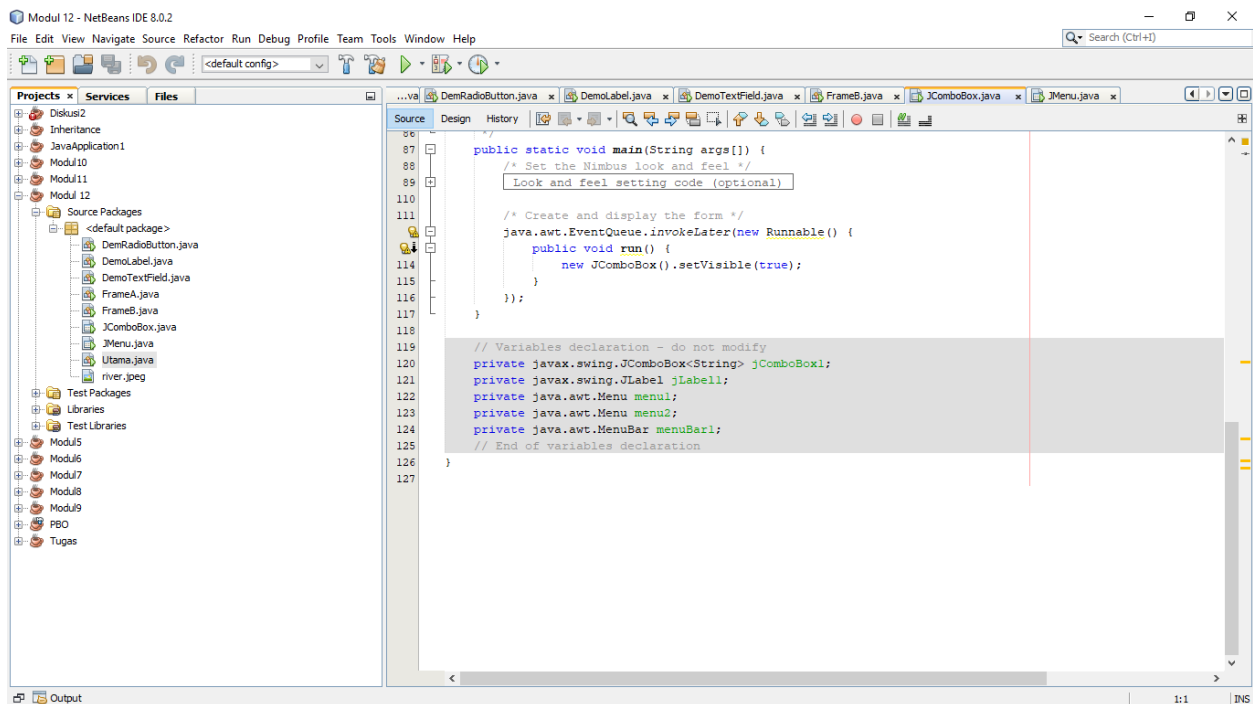 Modul 12 - NetBeans IDE 8.0.2
File Edit View Navigate Source Refactor Run Debug Profile Team Tools Window Help
Search (Ctrl+I)
<default config>
Projects Services Files
Diskusi2
Inheritance
JavaApplication1
Modul10
Modul11
Modul 12
Source Packages
<default package>
DemRadioButton.java
DemoLabel.java
DemoTextField.java
FrameA.java
FrameB.java
JComboBox.java
JMenu.java
Utama.java
river.jpeg
Test Packages
Libraries
Test Libraries
Modul5
Modul6
Modul7
Modul8
Modul9
PBO
Tugas
...va DemRadioButton.java DemoLabel.java DemoTextField.java FrameB.java JComboBox.java JMenu.java
Source Design History
86 */
87 public static void main(String args[]) {
88 /* Set the Nimbus look and feel */
89 Look and feel setting code (optional)
110
111 /* Create and display the form */
java.awt.EventQueue.invokeLater(new Runnable() {
public void run() {
114 new JComboBox().setVisible(true);
115 }
116 });
117 }
118
119 // Variables declaration - do not modify
120 private javax.swing.JComboBox<String> jComboBox1;
121 private javax.swing.JLabel jLabel1;
122 private java.awt.Menu menu1;
123 private java.awt.Menu menu2;
124 private java.awt.MenuBar menuBar1;
125 // End of variables declaration
126 }
127
Output
1:1 INS